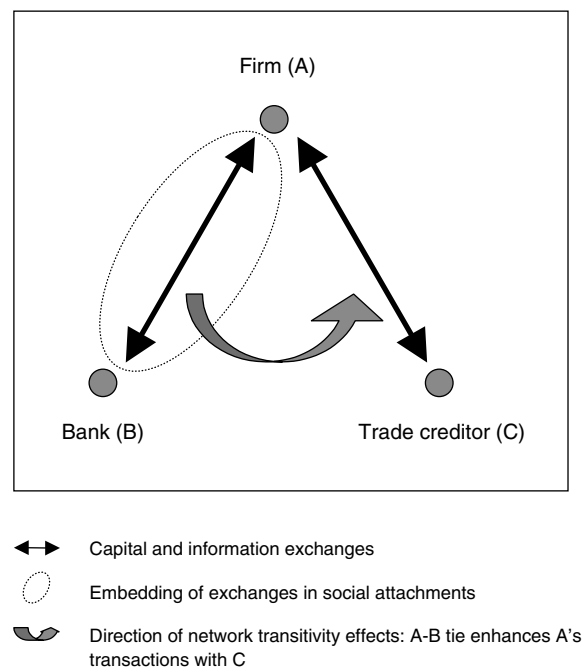 Firm (A)
Bank (B)
Trade creditor (C)
Capital and information exchanges
Embedding of exchanges in social attachments
Direction of network transitivity effects: A-B tie enhances A's
transactions with C